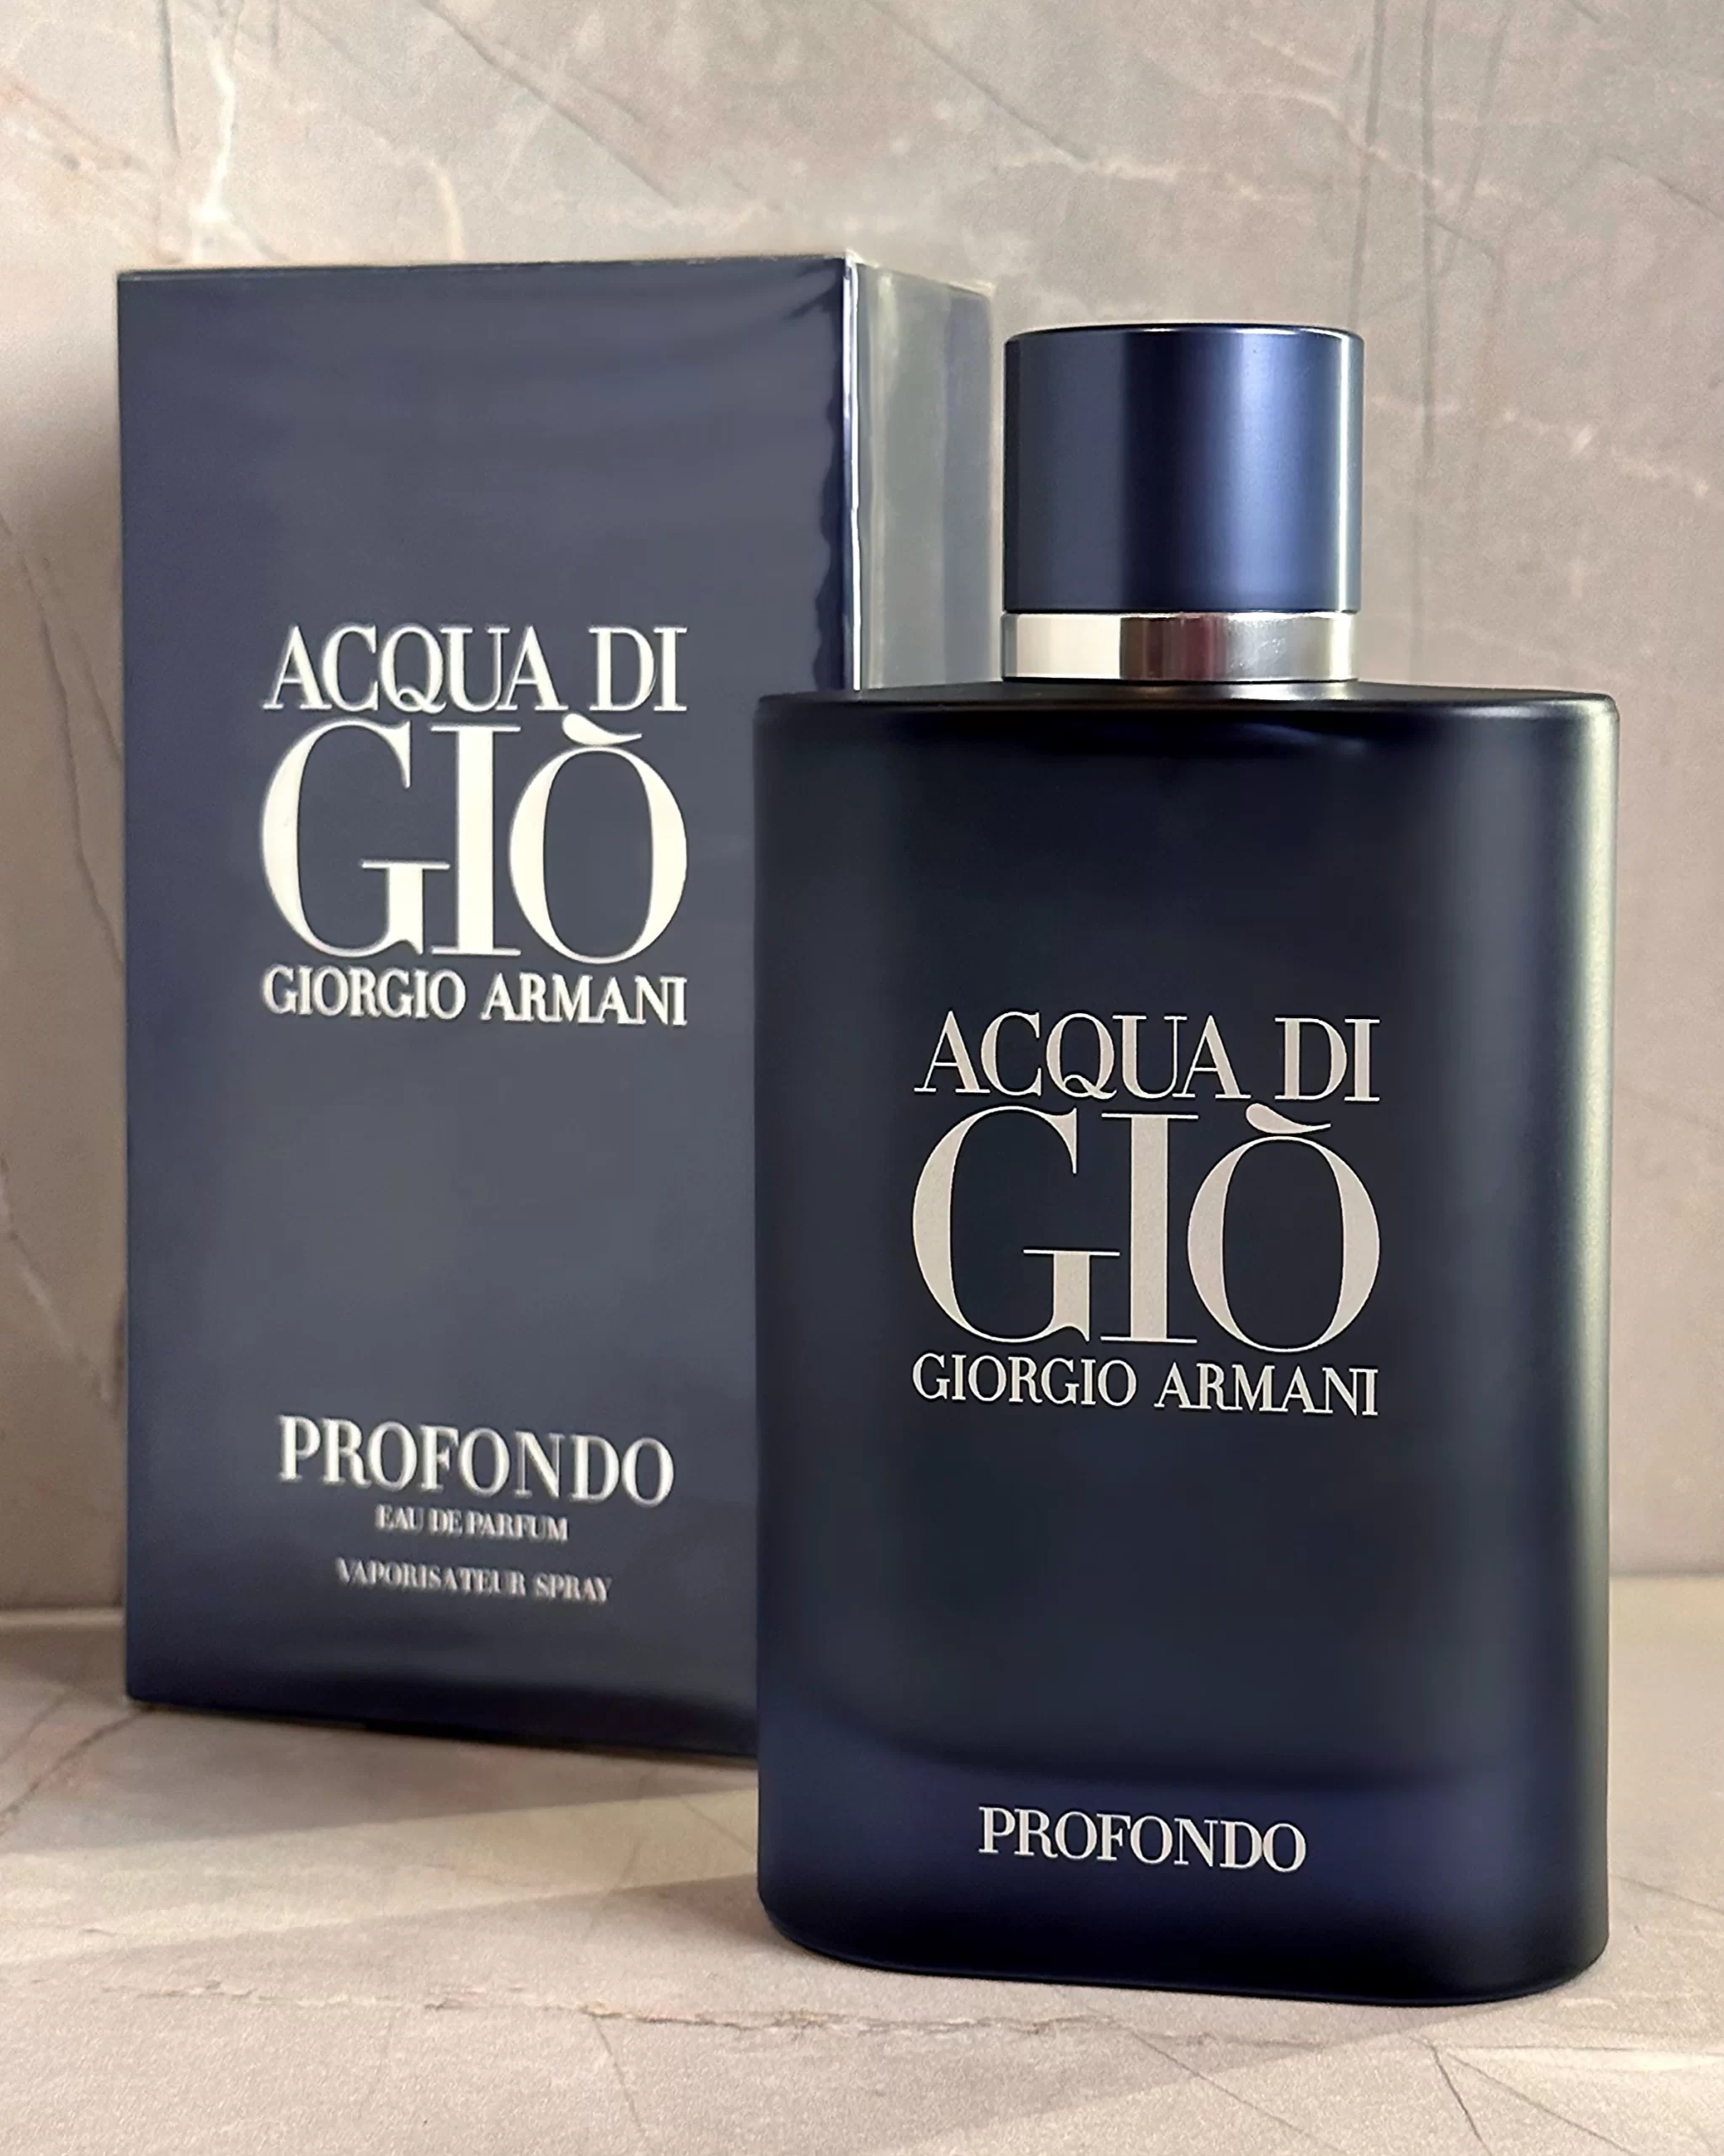 ACQUA DI
GIÒ
GIORGIO ARMANI
PROFONDO
EAU DE PARFUM
VAPORISATEUR SPRAY
ACQUA DI
GIÒ
GIORGIO ARMANI
PROFONDO